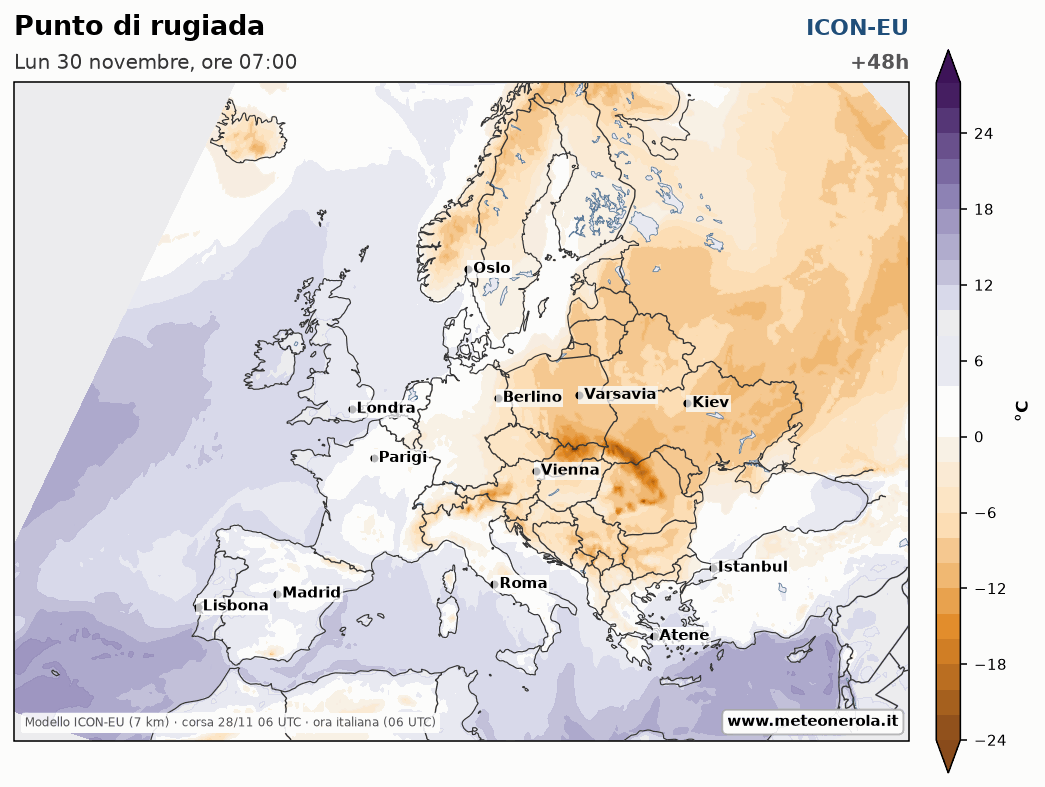 Punto di rugiada
ICON-EU
Lun 30 novembre, ore 07:00
+48h
24
18
12
6
0
−6
−12
−18
−24
°C
Oslo
Berlino
Varsavia
Kiev
Londra
Parigi
Vienna
Istanbul
Roma
Madrid
Lisbona
Atene
Modello ICON-EU (7 km) · corsa 28/11 06 UTC · ora italiana (06 UTC)
www.meteonerola.it